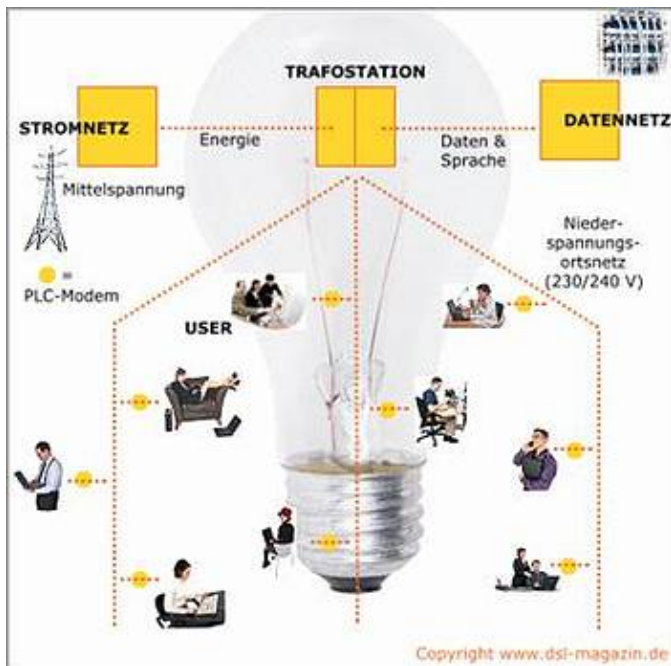 TRAFOSTATION
STROMNETZ
DATENNETZ
Energie
Daten &
Sprache
Mittelspannung
Nieder-
spannungs-
ortsnetz
(230/240 V)
=
PLC-Modem
USER
Copyright www.dsl-magazin.de